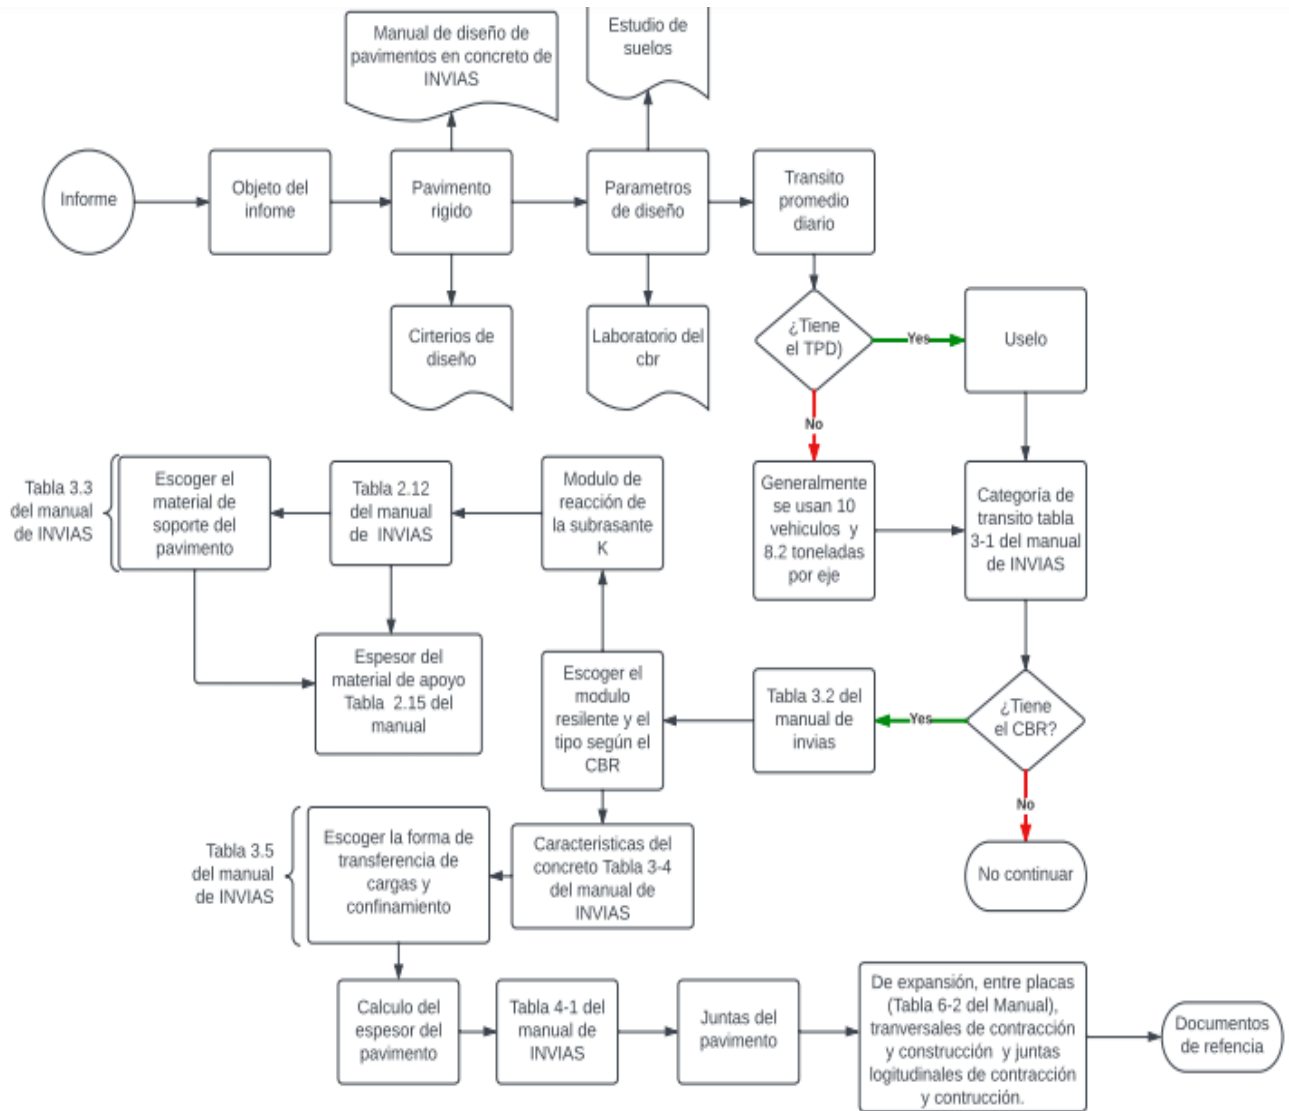 Manual de diseño de
pavimentos en concreto de
INVIAS
Estudio de
suelos
Informe
Objeto del
infome
Pavimento
rigido
Parametros
de diseño
Transito
promedio
diario
Cirterios de
diseño
Laboratorio del
cbr
¿Tiene
el TPD)
Yes
Uselo
No
Generalmente
se usan 10
vehiculos y
8.2 toneladas
por eje
Categoría de
transito tabla
3-1 del manual
de INVIAS
Modulo de
reacción de
la subrasante
K
Tabla 2.12
del manual
de INVIAS
Escoger el
material de
soporte del
pavimento
Tabla 3.3
del manual
de INVIAS
Espesor del
material de apoyo
Tabla 2.15 del
manual
Escoger el
modulo
resilente y el
tipo según el
CBR
Tabla 3.2 del
manual de
invias
Yes
¿Tiene
el CBR?
No
No continuar
Caracteristicas del
concreto Tabla 3-4
del manual de
INVIAS
Escoger la forma de
transferencia de
cargas y
confinamiento
Tabla 3.5
del manual
de INVIAS
Calculo del
espesor del
pavimento
Tabla 4-1 del
manual de
INVIAS
Juntas del
pavimento
De expansión, entre placas
(Tabla 6-2 del Manual),
tranversales de contracción
y construcción y juntas
logitudinales de contracción
y contrucción.
Documentos
de refencia